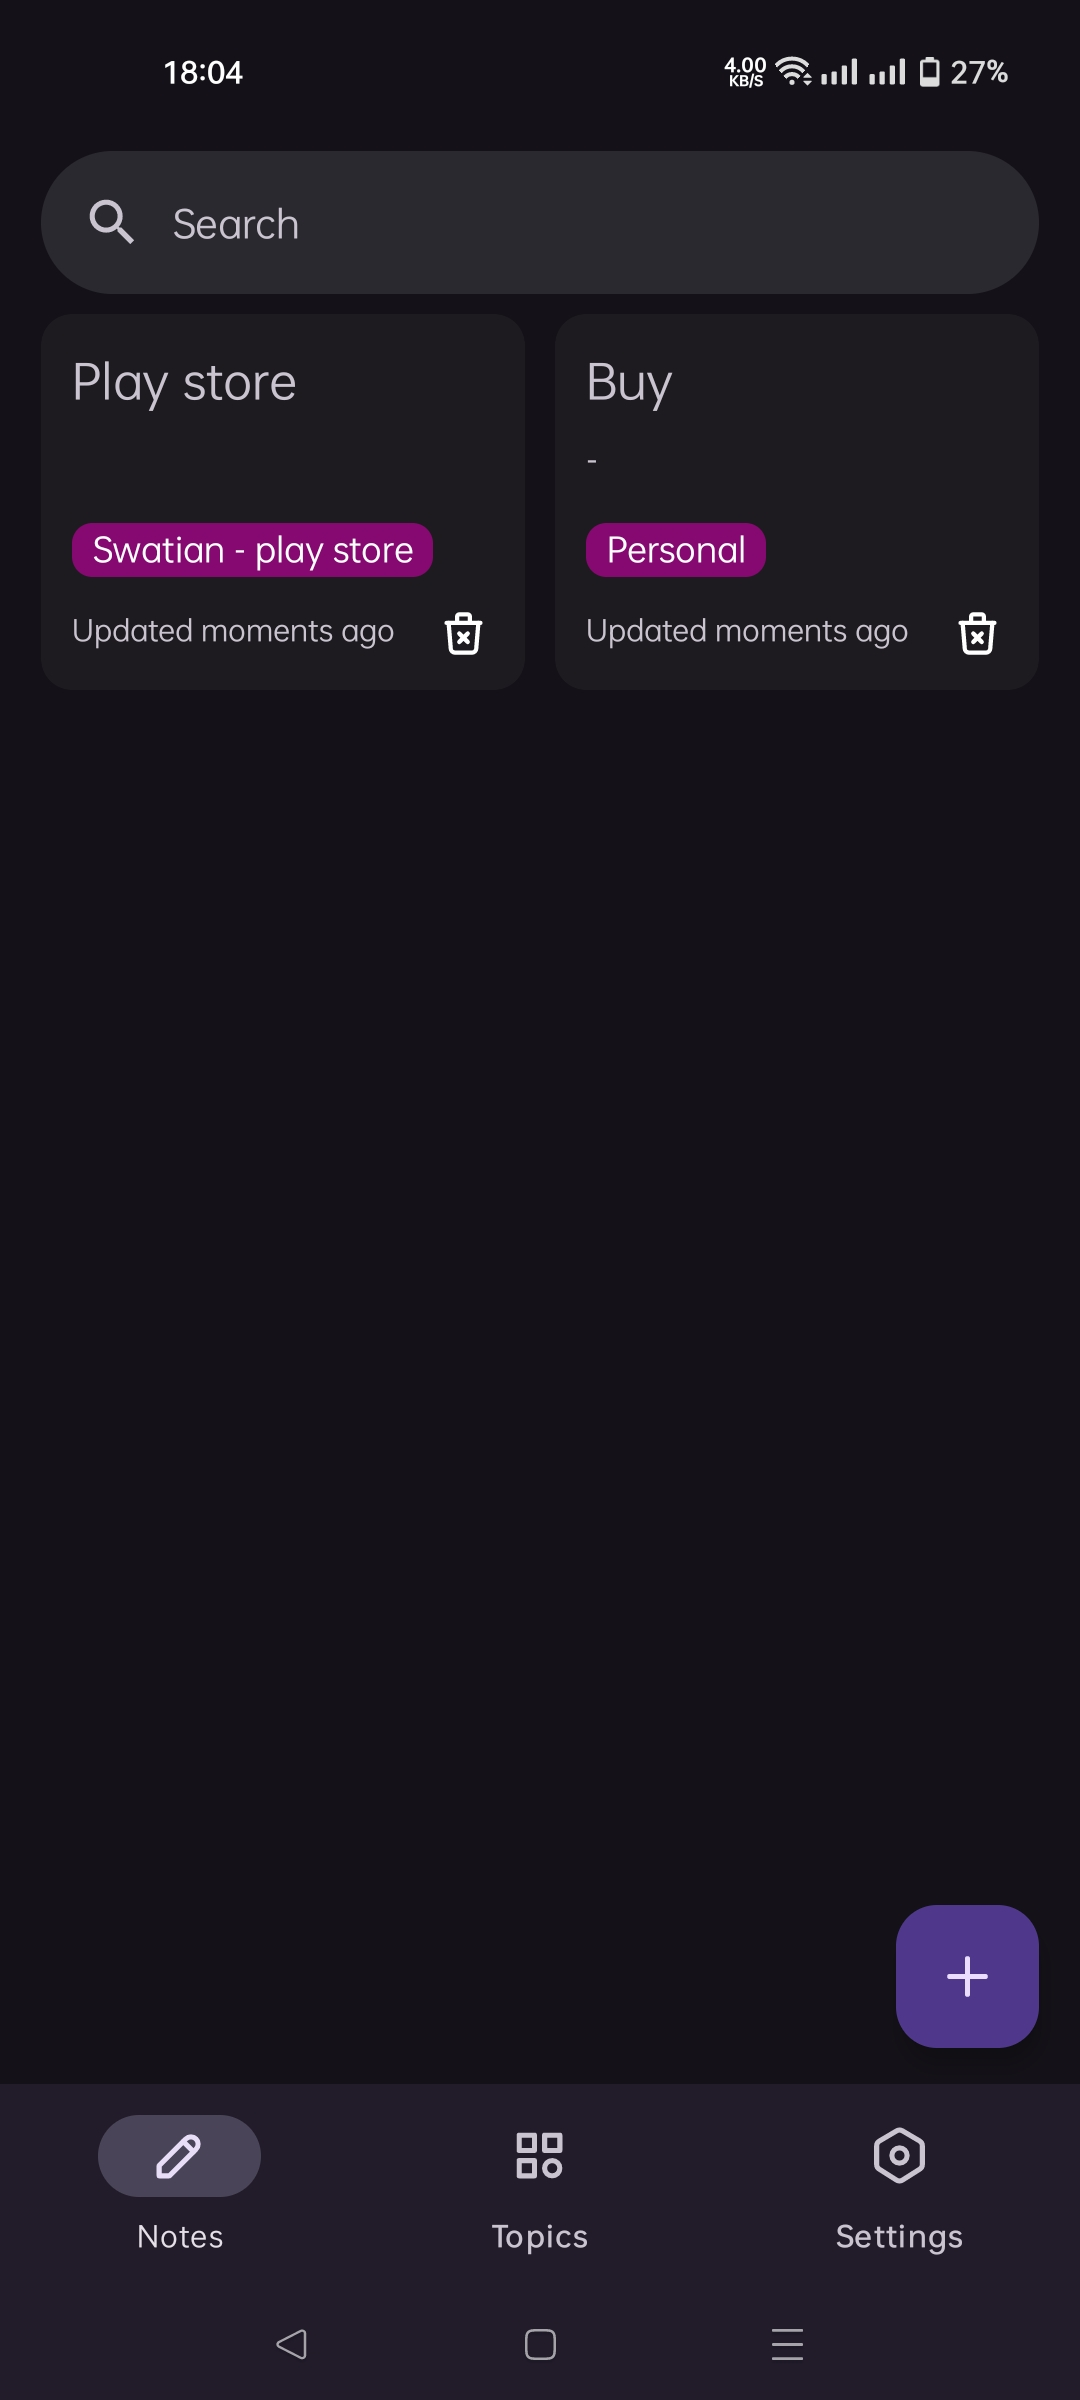 18:04
4.00
KB/S
27%
Search
Play store
Swatian - play store
Updated moments ago
Buy
-
Personal
Updated moments ago
Notes
Topics
Settings